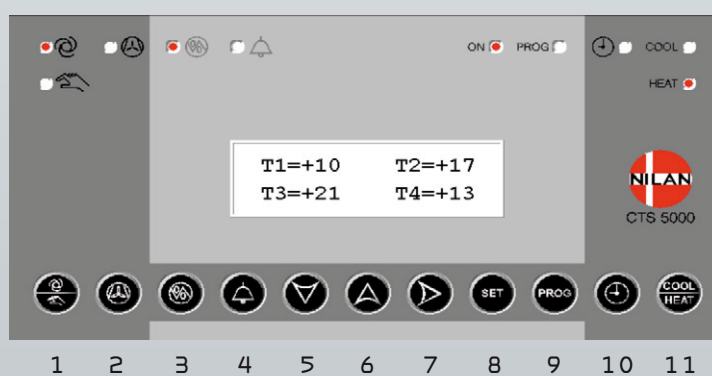 ON PROG COOL
HEAT
T1=+10 T2=+17
T3=+21 T4=+13
NILAN
CTS 5000
SET PROG COOL
HEAT
1 2 3 4 5 6 7 8 9 10 11